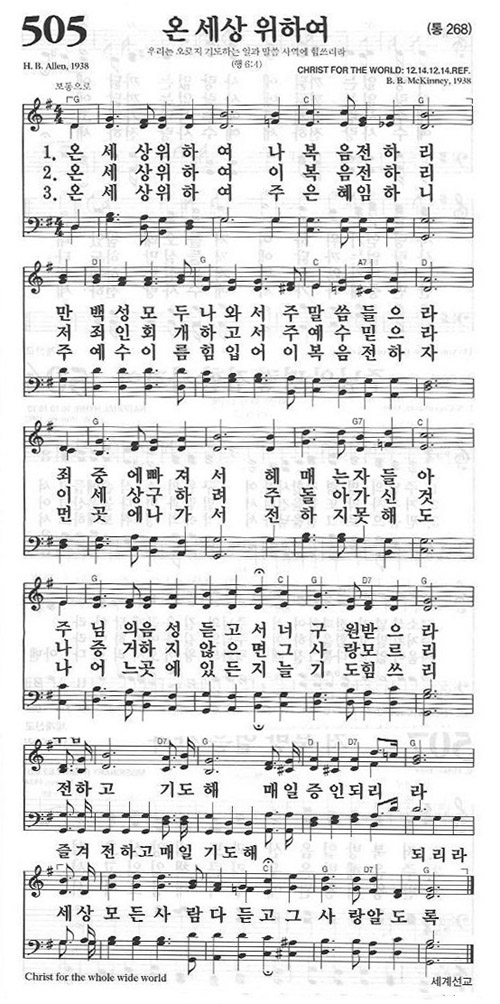 505 온 세상 위하여 (통 268)
우리는 오로지 기도하는 일과 말씀 사역에 힘쓰리라
(행 6:4)
H. B. Allen, 1938
CHRIST FOR THE WORLD: 12.14.12.14.REF.
B. B. McKinney, 1938
보통으로
G C G
1. 온 세 상위하 여 나 복 음전하 리
2. 온 세 상위하 여 이 복 음전하 리
3. 온 세 상위하 여 주 은 혜임하 니
D G C A7 D
만 백 성모두나와서주말씀들으라
저 죄 인회개하고서주예수믿으라
주 예 수이름힘입어이복음전하자
G G7 C
죄 중 에빠져서 헤매는자들아
이 세 상구하려 주돌아가신것
먼 곳 에나가서 전하지못해도
G C G D7 G
주 님 의음성듣고서너구원받으라
나 증 거하지않으면그사랑모르리
나 어 느곳에있든지늘기도힘쓰리
D7 G D7 G
전하고 기도해 매일증인되리 라
즐겨 전하고매일 기도해 되리라
C G D7 G
세상 모든사 람다 듣고그 사 랑알 도 록
Christ for the whole wide world
세계선교